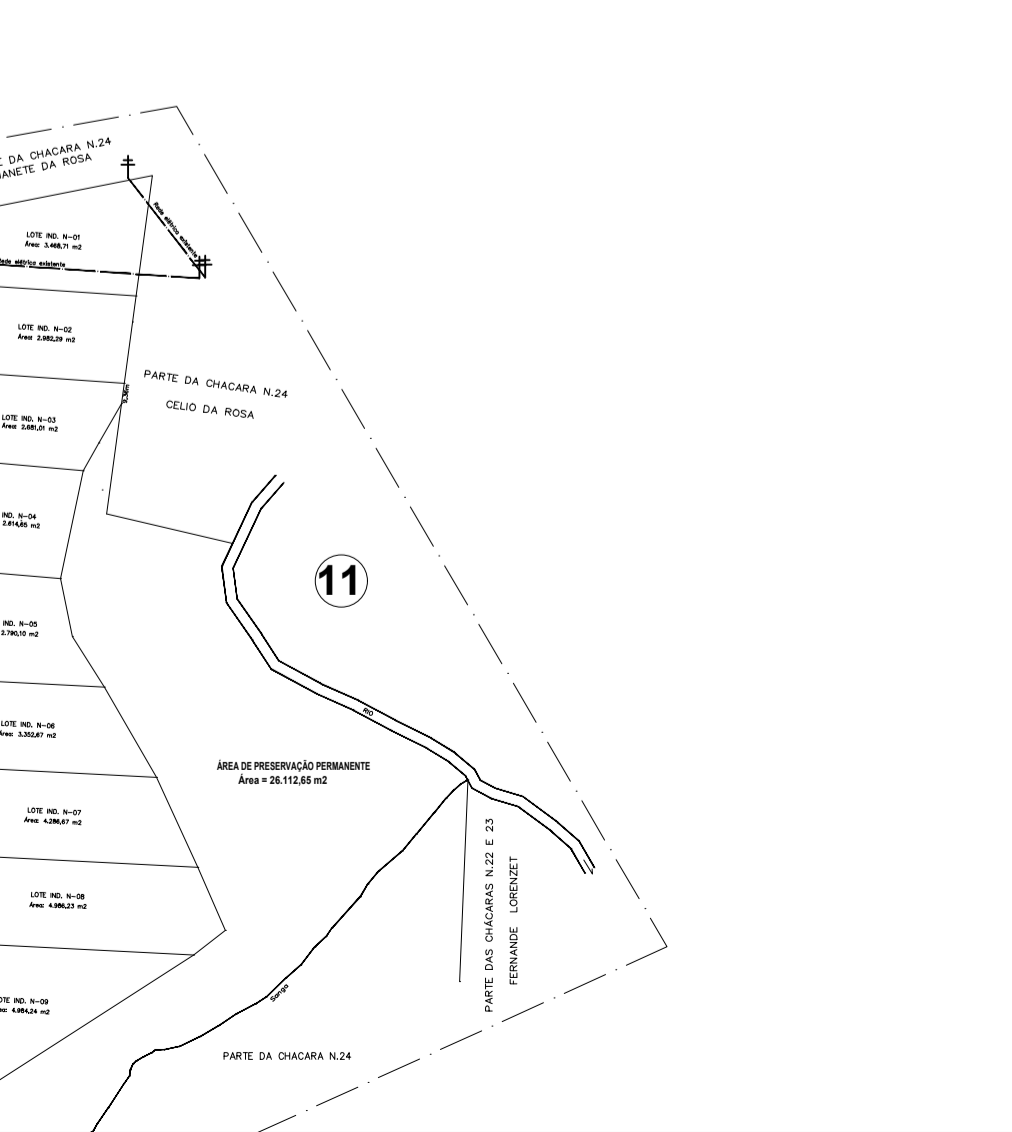 DA CHACARA N.24
ANETE DA ROSA
LOTE IND. N-01
Área: 3.468,71 m2
Rede elétrica existente
Rede elétrica existente
LOTE IND. N-02
Área: 2.982,29 m2
9,36m
PARTE DA CHACARA N.24
CELIO DA ROSA
LOTE IND. N-03
Área: 2.681,01 m2
IND. N-04
2.614,65 m2
11
IND. N-05
2.790,10 m2
RIO
LOTE IND. N-06
Área: 3.352,67 m2
ÁREA DE PRESERVAÇÃO PERMANENTE
Área = 26.112,65 m2
LOTE IND. N-07
Área: 4.286,67 m2
PARTE DAS CHÁCARAS N.22 E 23
FERNANDE LORENZET
LOTE IND. N-08
Área: 4.986,23 m2
Sanga
OTE IND. N-09
ea: 4.984,24 m2
PARTE DA CHACARA N.24